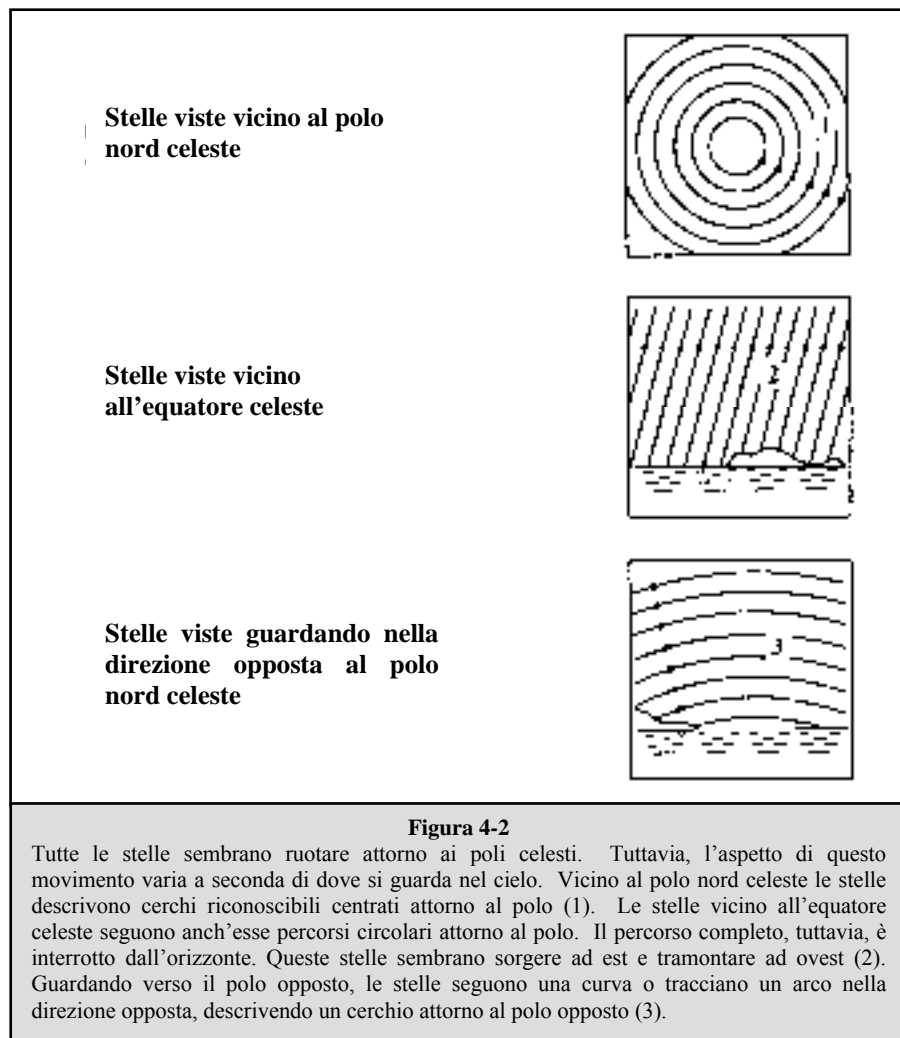 Stelle viste vicino al polo
nord celeste
Stelle viste vicino
all’equatore celeste
2
Stelle viste guardando nella
direzione opposta al polo
nord celeste
3
Figura 4-2
Tutte le stelle sembrano ruotare attorno ai poli celesti. Tuttavia, l’aspetto di questo
movimento varia a seconda di dove si guarda nel cielo. Vicino al polo nord celeste le stelle
descrivono cerchi riconoscibili centrati attorno al polo (1). Le stelle vicino all’equatore
celeste seguono anch’esse percorsi circolari attorno al polo. Il percorso completo, tuttavia, è
interrotto dall’orizzonte. Queste stelle sembrano sorgere ad est e tramontare ad ovest (2).
Guardando verso il polo opposto, le stelle seguono una curva o tracciano un arco nella
direzione opposta, descrivendo un cerchio attorno al polo opposto (3).